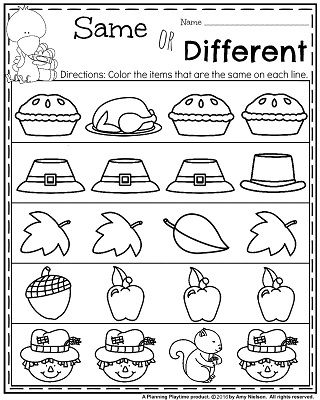 Same
Name
OR
Different
Directions: Color the items that are the same on each line.
A Planning Playtime product, © 2016 by Amy Nielsen. All rights reserved.